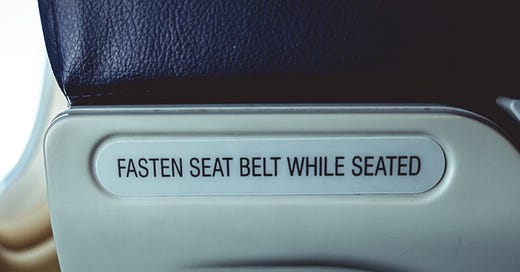 FASTEN SEAT BELT WHILE SEATED